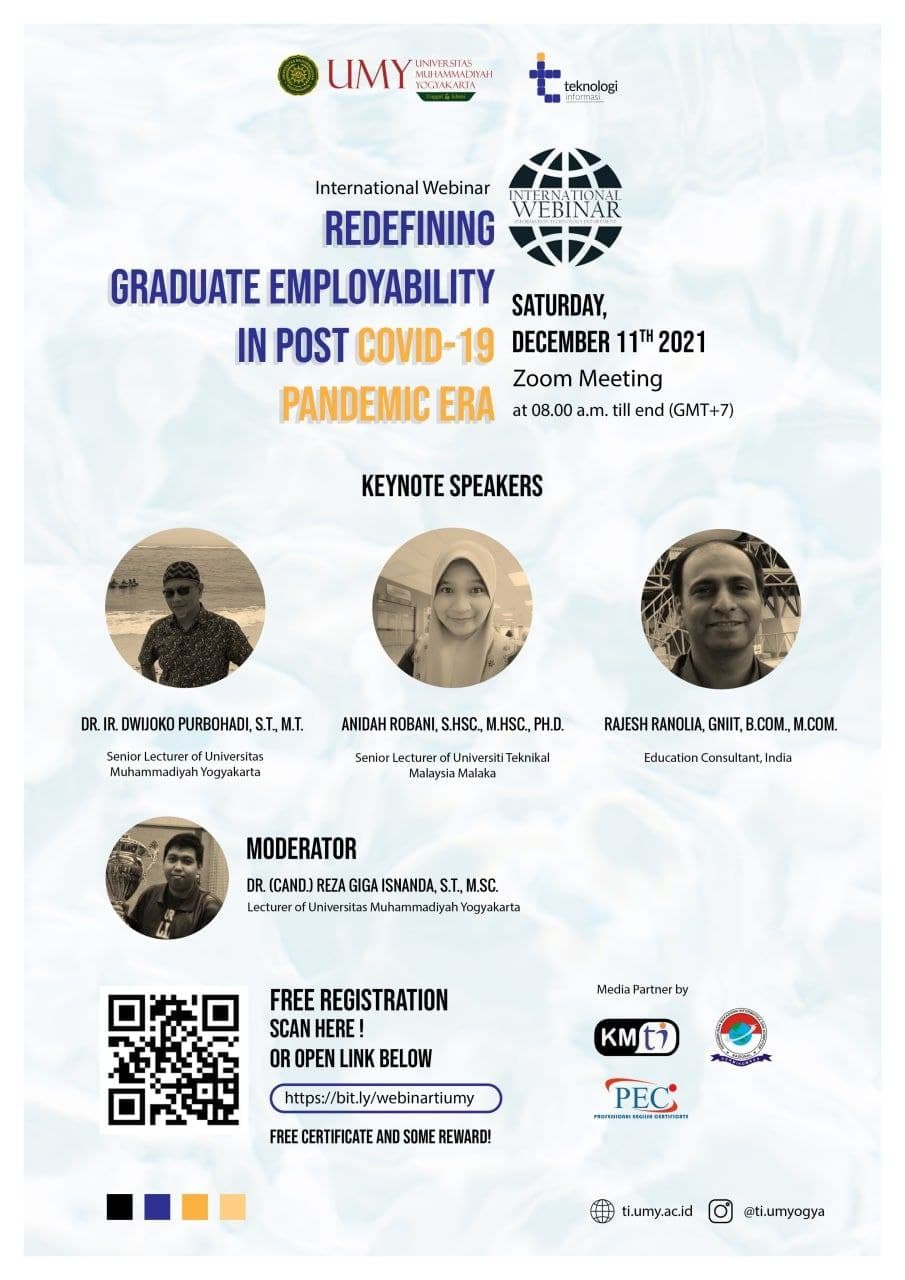 UMY
UNIVERSITAS
MUHAMMADIYAH
YOGYAKARTA
teknologi
informasi
International Webinar
REDEFINING
GRADUATE EMPLOYABILITY
IN POST COVID-19
PANDEMIC ERA
INTERNATIONAL
WEBINAR
SATURDAY,
DECEMBER 11TH 2021
Zoom Meeting
at 08.00 a.m. till end (GMT+7)
KEYNOTE SPEAKERS
DR. IR. DWIJOKO PURBOHADI, S.T., M.T.
Senior Lecturer of Universitas
Muhammadiyah Yogyakarta
ANIDAH ROBANI, S.HSC., M.HSC., PH.D.
Senior Lecturer of Universiti Teknikal
Malaysia Malaka
RAJESH RANOLIA, GNIIT, B.COM., M.COM.
Education Consultant, India
MODERATOR
DR. (CAND.) REZA GIGA ISNANDA, S.T., M.SC.
Lecturer of Universitas Muhammadiyah Yogyakarta
FREE REGISTRATION
SCAN HERE !
OR OPEN LINK BELOW
https://bit.ly/webinartiumy
FREE CERTIFICATE AND SOME REWARD!
Media Partner by
KMTi
PEC
PROFESSIONAL ENGLISH CERTIFICATE
ti.umy.ac.id
@ti.umyogya